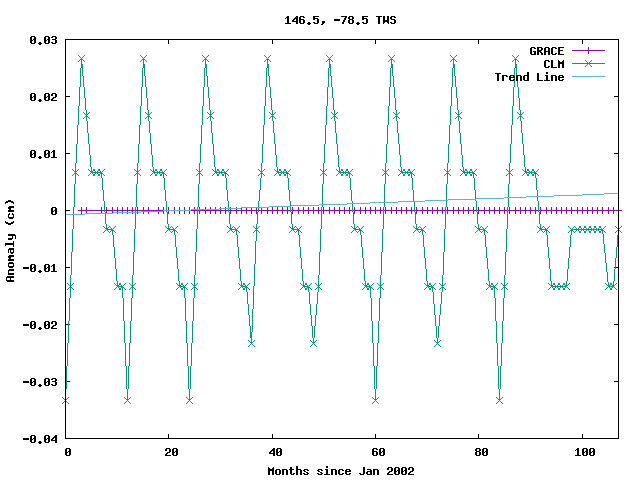 146.5, -78.5 TWS
GRACE
CLM
Trend Line
0.03
0.02
0.01
0
-0.01
-0.02
-0.03
-0.04
Anomaly (cm)
0 20 40 60 80 100
Months since Jan 2002